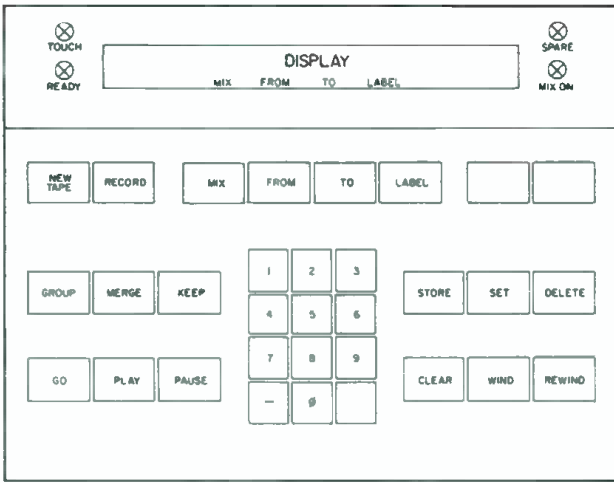 TOUCH
SPARE
DISPLAY
READY
MIX ON
MIX FROM TO LABEL
NEW TAPE
RECORD
MIX
FROM
TO
LABEL
1
2
3
GROUP
MERGE
KEEP
STORE
SET
DELETE
4
5
6
7
8
9
GO
PLAY
PAUSE
CLEAR
WIND
REWIND
—
Ø